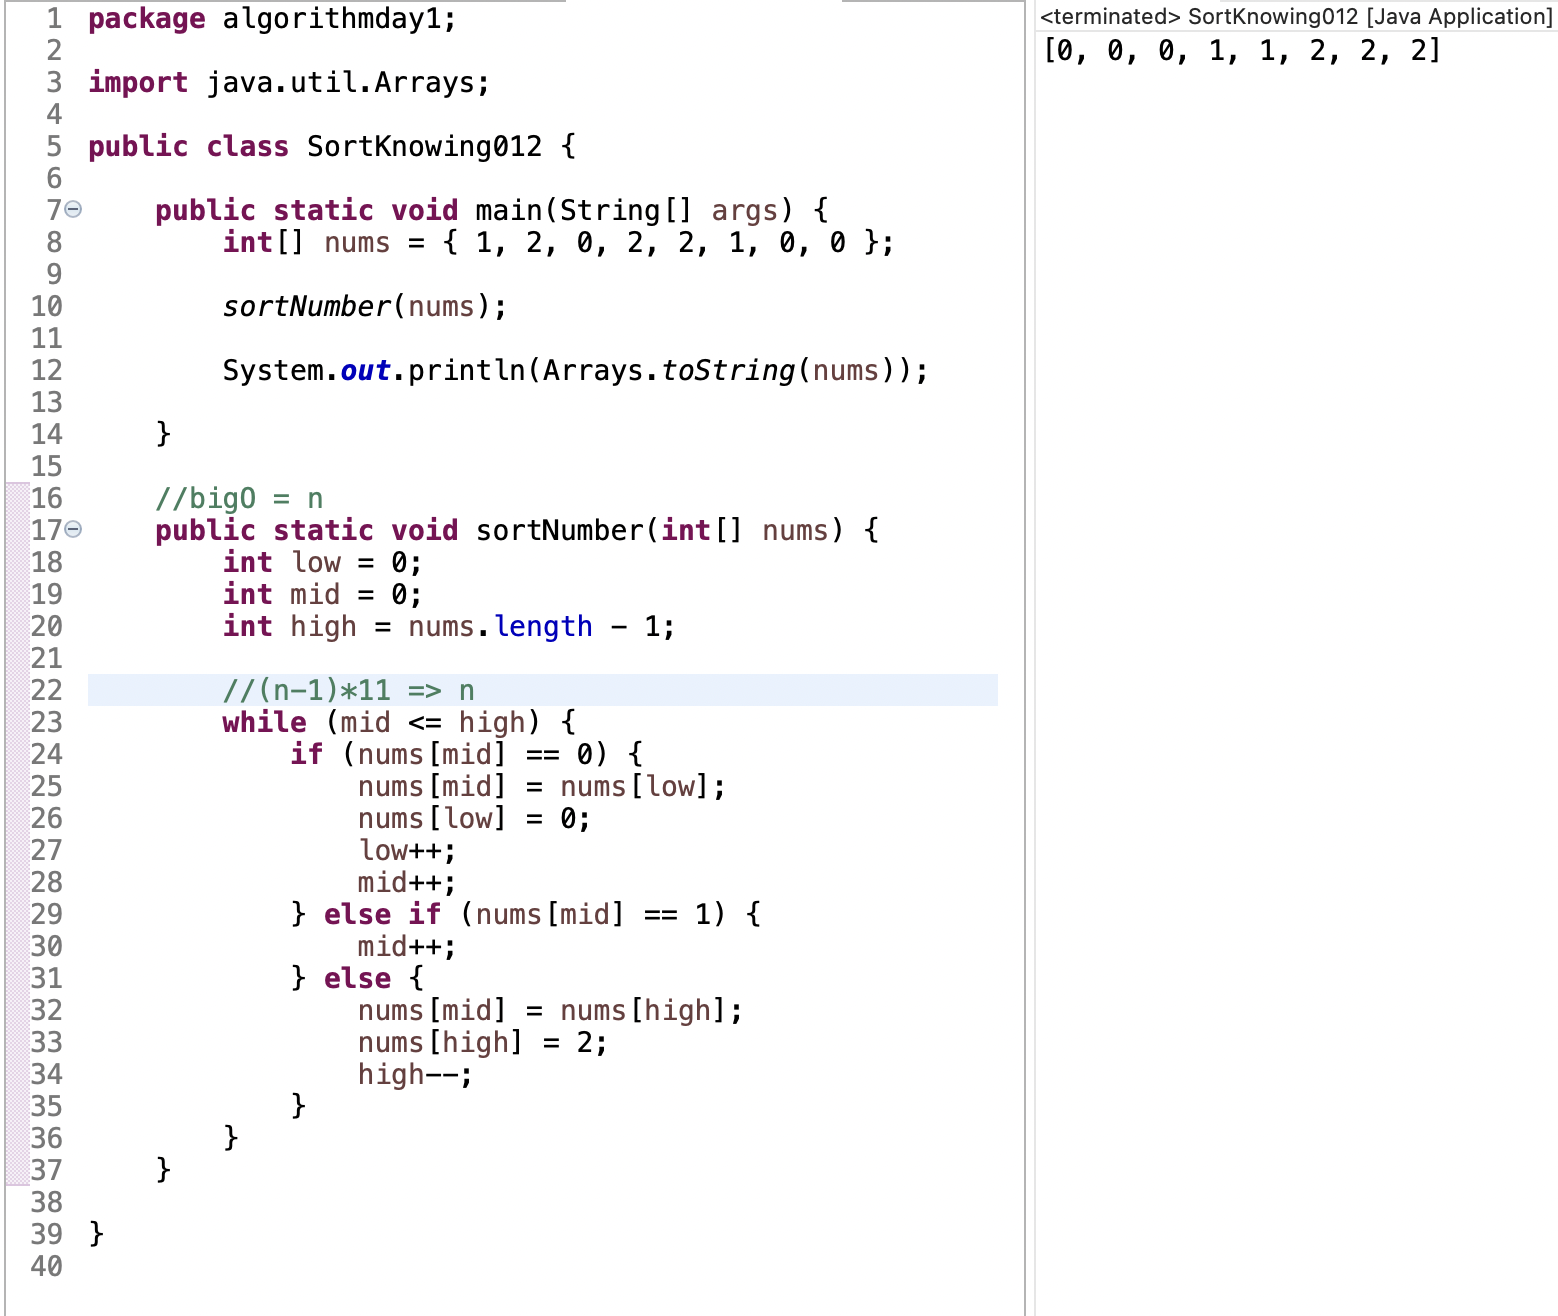 1 package algorithmday1;
2
3 import java.util.Arrays;
4
5 public class SortKnowing012 {
6
7     public static void main(String[] args) {
8         int[] nums = { 1, 2, 0, 2, 2, 1, 0, 0 };
9
10         sortNumber(nums);
11
12         System.out.println(Arrays.toString(nums));
13
14     }
15
16     //bigO = n
17     public static void sortNumber(int[] nums) {
18         int low = 0;
19         int mid = 0;
20         int high = nums.length - 1;
21
22         //(n-1)*11 => n
23         while (mid <= high) {
24             if (nums[mid] == 0) {
25                 nums[mid] = nums[low];
26                 nums[low] = 0;
27                 low++;
28                 mid++;
29             } else if (nums[mid] == 1) {
30                 mid++;
31             } else {
32                 nums[mid] = nums[high];
33                 nums[high] = 2;
34                 high--;
35             }
36         }
37     }
38
39 }
40
<terminated> SortKnowing012 [Java Application]
[0, 0, 0, 1, 1, 2, 2, 2]